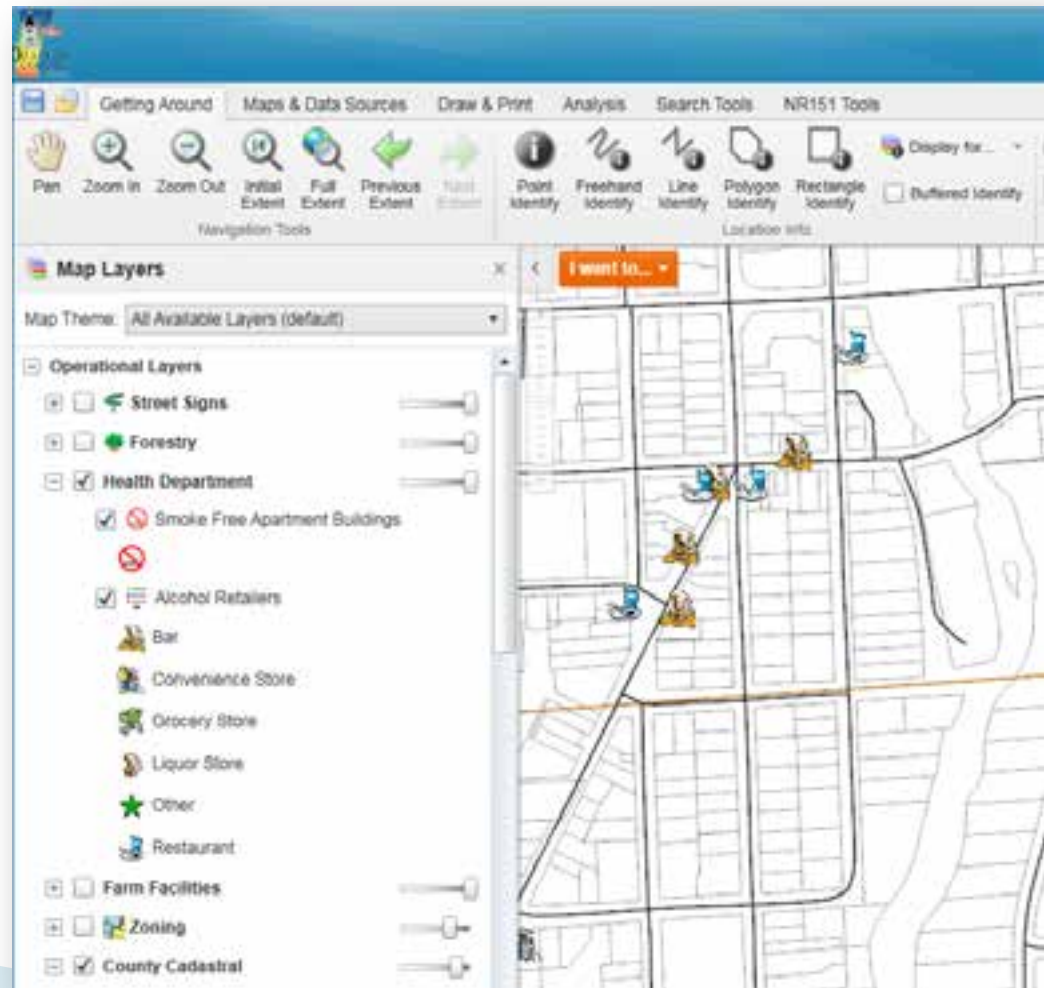 Getting Around Maps & Data Sources Draw & Print Analysis Search Tools NR151 Tools
Pan Zoom In Zoom Out Initial Extent Full Extent Previous Extent Next Extent Point Identify Freehand Identify Line Identify Polygon Identify Rectangle Identify Display for...
Buffered Identify
Navigation Tools Location Info
Map Layers
I want to...
Map Theme: All Available Layers (default)
Operational Layers
Street Signs
Forestry
Health Department
Smoke Free Apartment Buildings
Alcohol Retailers
Bar
Convenience Store
Grocery Store
Liquor Store
Other
Restaurant
Farm Facilities
Zoning
County Cadastral